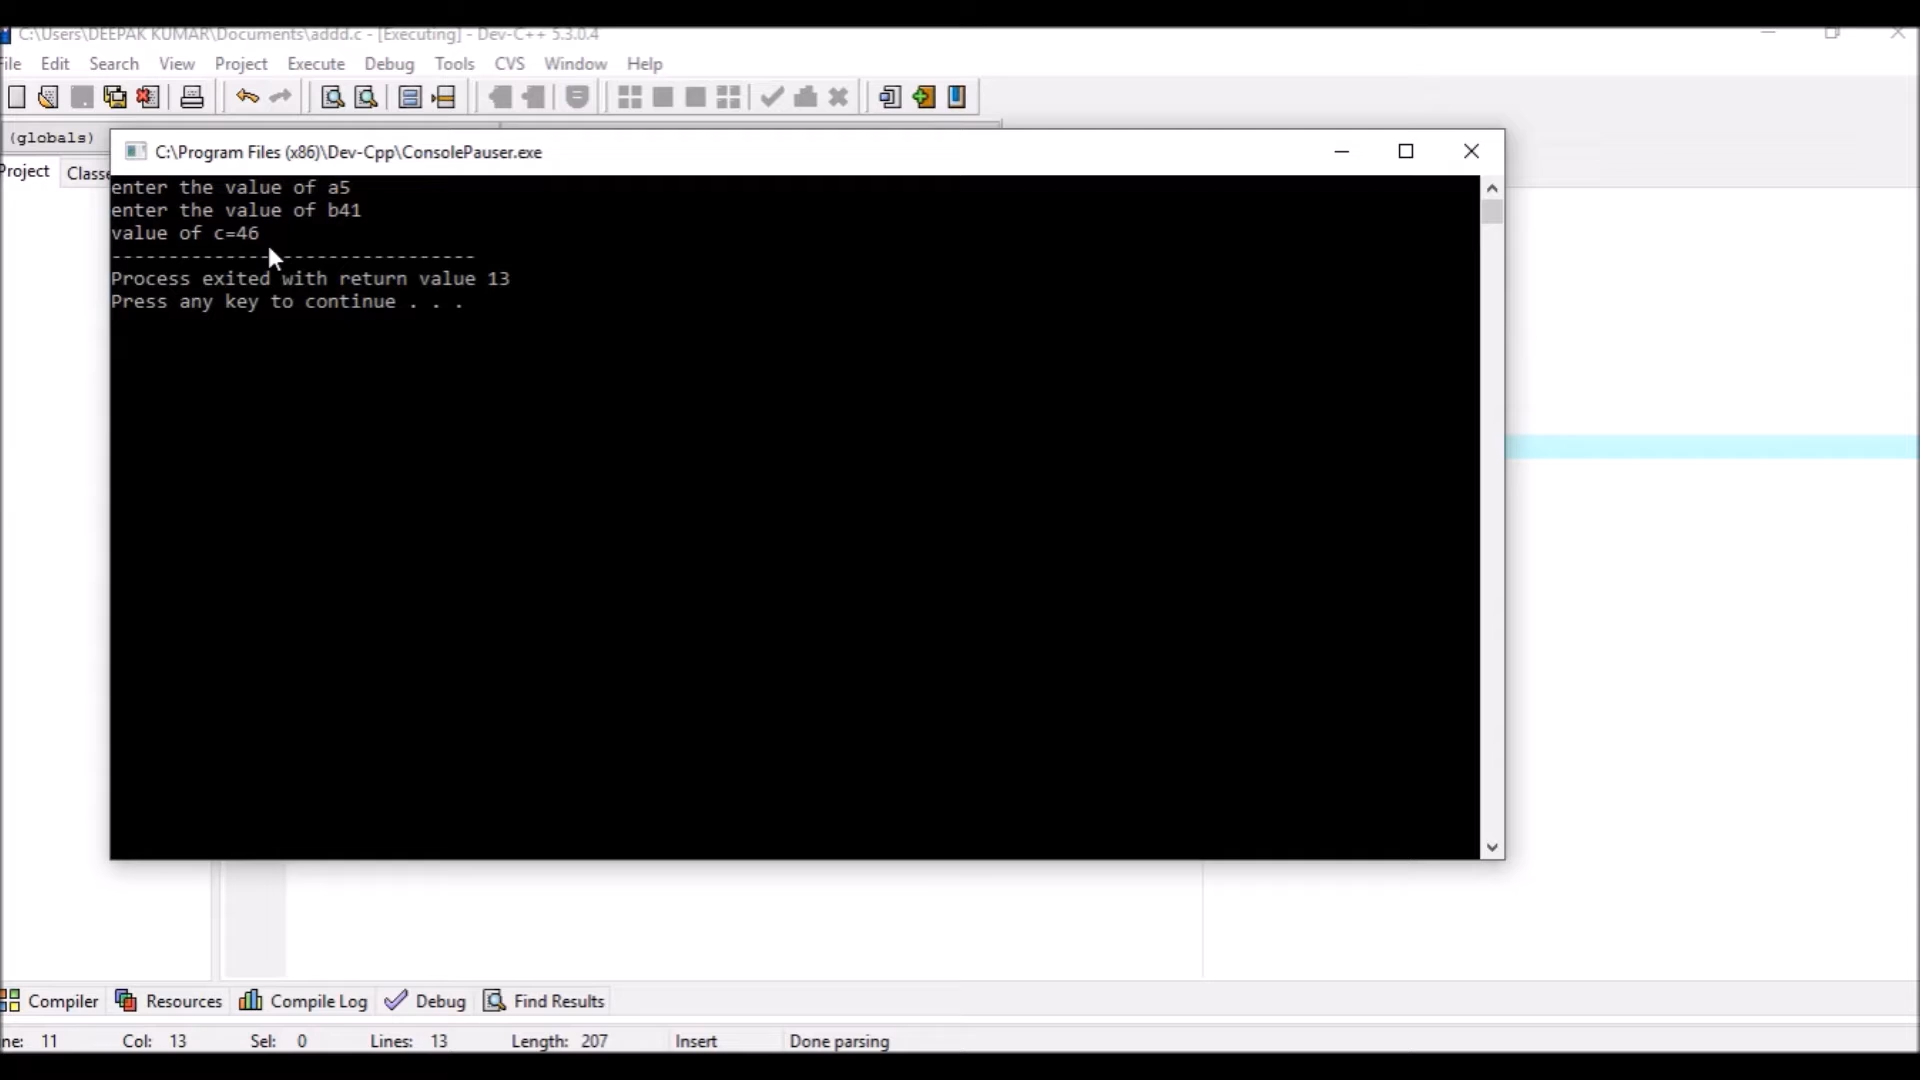 C:\Users\DEEPAK KUMAR\Documents\addd.c - [Executing] - Dev-C++ 5.3.0.4
File Edit Search View Project Execute Debug Tools CVS Window Help
(globals)
Project Classe
C:\Program Files (x86)\Dev-Cpp\ConsolePauser.exe
enter the value of a5
enter the value of b41
value of c=46
--------------------------------
Process exited with return value 13
Press any key to continue . . .
Compiler Resources Compile Log Debug Find Results
ne: 11 Col: 13 Sel: 0 Lines: 13 Length: 207 Insert Done parsing